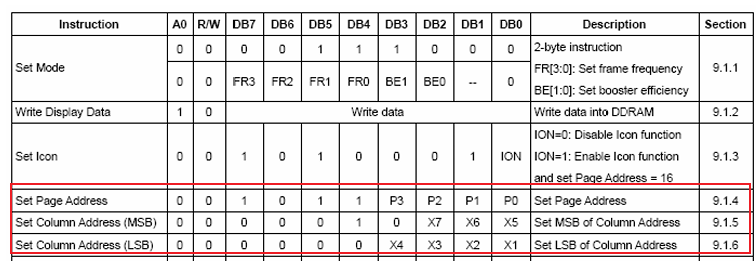 Instruction A0 R/W DB7 DB6 DB5 DB4 DB3 DB2 DB1 DB0 Description Section
Set Mode
0 0 0 0 1 1 1 0 0 0 2-byte instruction
0 0 FR3 FR2 FR1 FR0 BE1 BE0 -- 0 FR[3:0]: Set frame frequency
BE[1:0]: Set booster efficiency
9.1.1
Write Display Data 1 0 Write data Write data into DDRAM 9.1.2
Set Icon 0 0 1 0 1 0 0 0 1 ION
ION=0: Disable Icon function
ION=1: Enable Icon function
and set Page Address = 16
9.1.3
Set Page Address 0 0 1 0 1 1 P3 P2 P1 P0 Set Page Address 9.1.4
Set Column Address (MSB) 0 0 0 0 0 1 0 X7 X6 X5 Set MSB of Column Address 9.1.5
Set Column Address (LSB) 0 0 0 0 0 0 X4 X3 X2 X1 Set LSB of Column Address 9.1.6